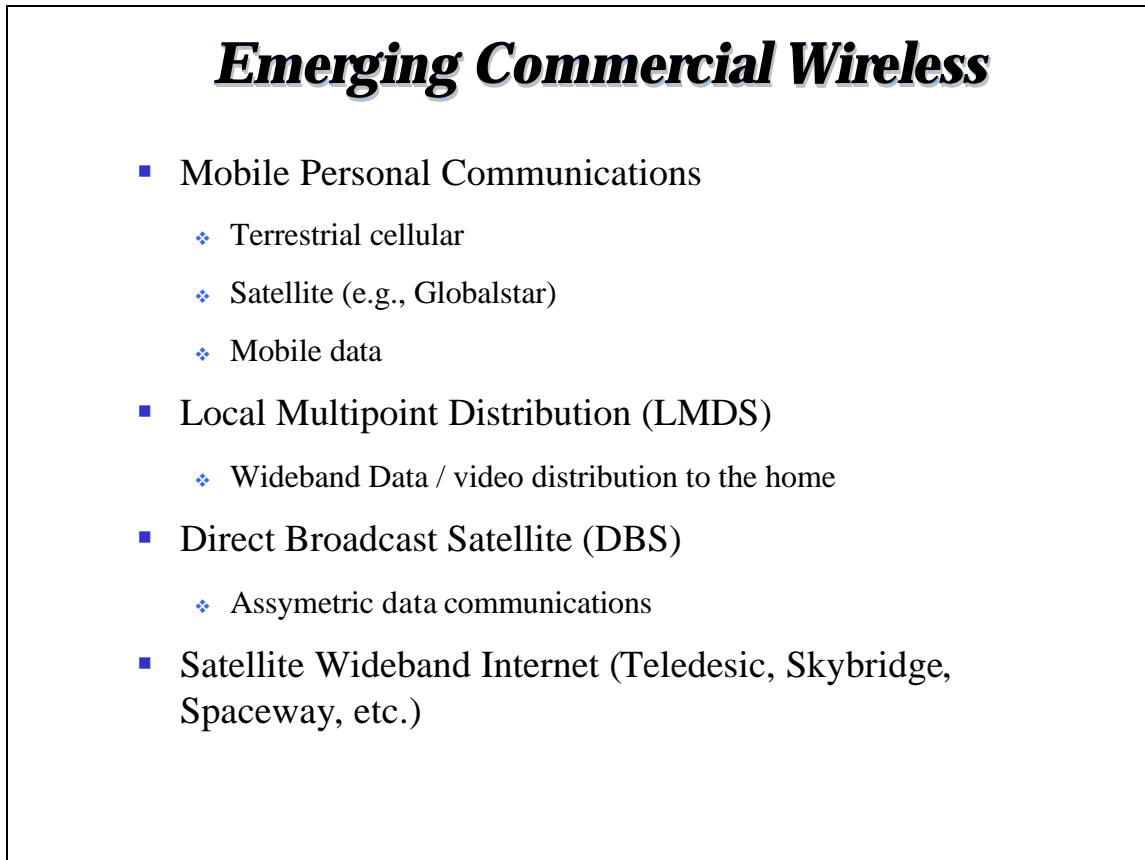 Emerging Commercial Wireless
Mobile Personal Communications
Terrestrial cellular
Satellite (e.g., Globalstar)
Mobile data
Local Multipoint Distribution (LMDS)
Wideband Data / video distribution to the home
Direct Broadcast Satellite (DBS)
Assymetric data communications
Satellite Wideband Internet (Teledesic, Skybridge,
Spaceway, etc.)